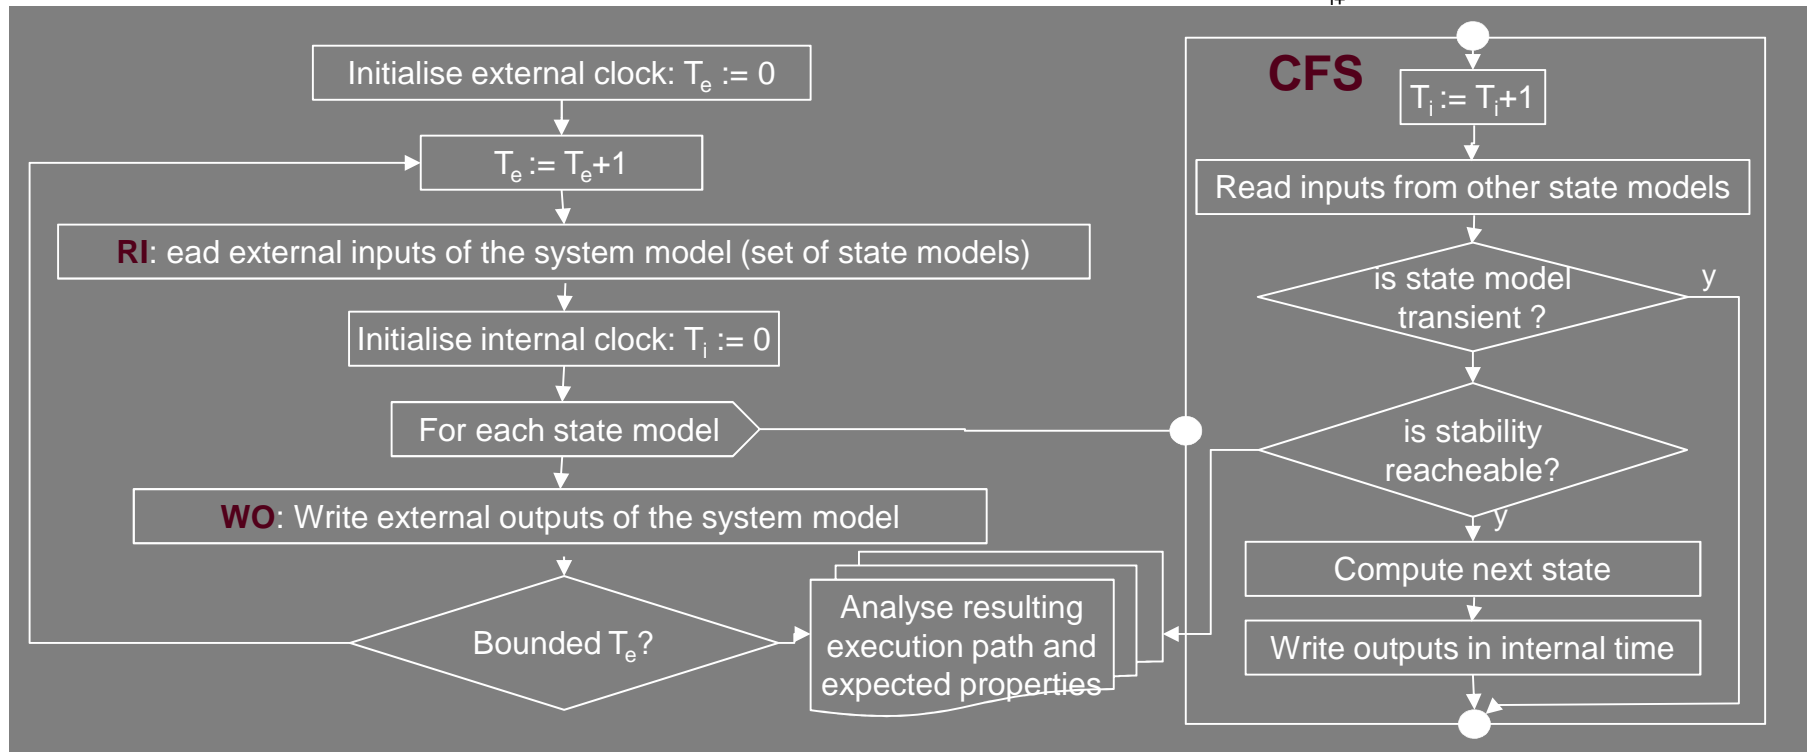 i+
Initialise external clock: Te := 0
Te := Te+1
RI: ead external inputs of the system model (set of state models)
Initialise internal clock: Ti := 0
For each state model
WO: Write external outputs of the system model
Bounded Te?
Analyse resulting
execution path and
expected properties
CFS
Ti := Ti+1
Read inputs from other state models
is state model
transient ?
y
is stability
reacheable?
y
Compute next state
Write outputs in internal time